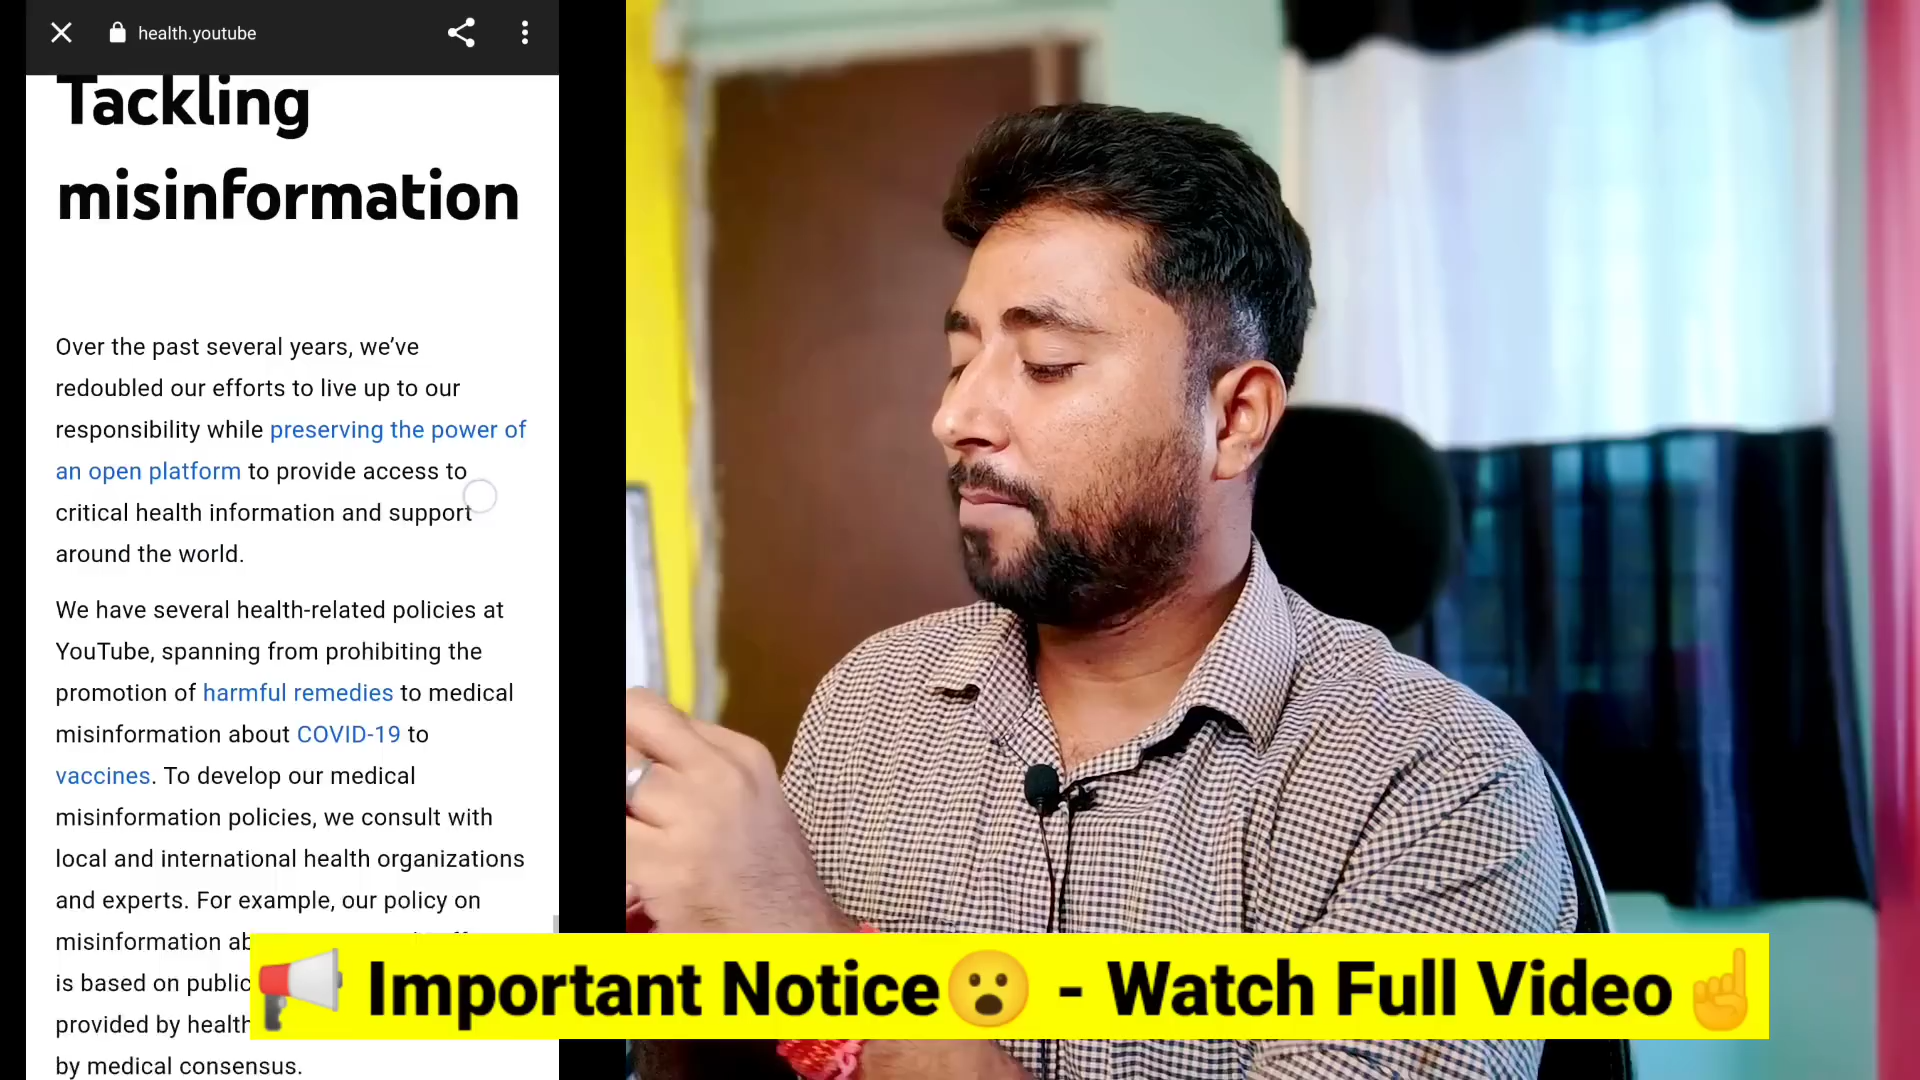 health.youtube
Tackling
misinformation
Over the past several years, we’ve
redoubled our efforts to live up to our
responsibility while preserving the power of
an open platform to provide access to
critical health information and support
around the world.
We have several health-related policies at
YouTube, spanning from prohibiting the
promotion of harmful remedies to medical
misinformation about COVID-19 to
vaccines. To develop our medical
misinformation policies, we consult with
local and international health organizations
and experts. For example, our policy on
misinformation
is based on public
provided by health
by medical consensus.
Important Notice😮 - Watch Full Video☝